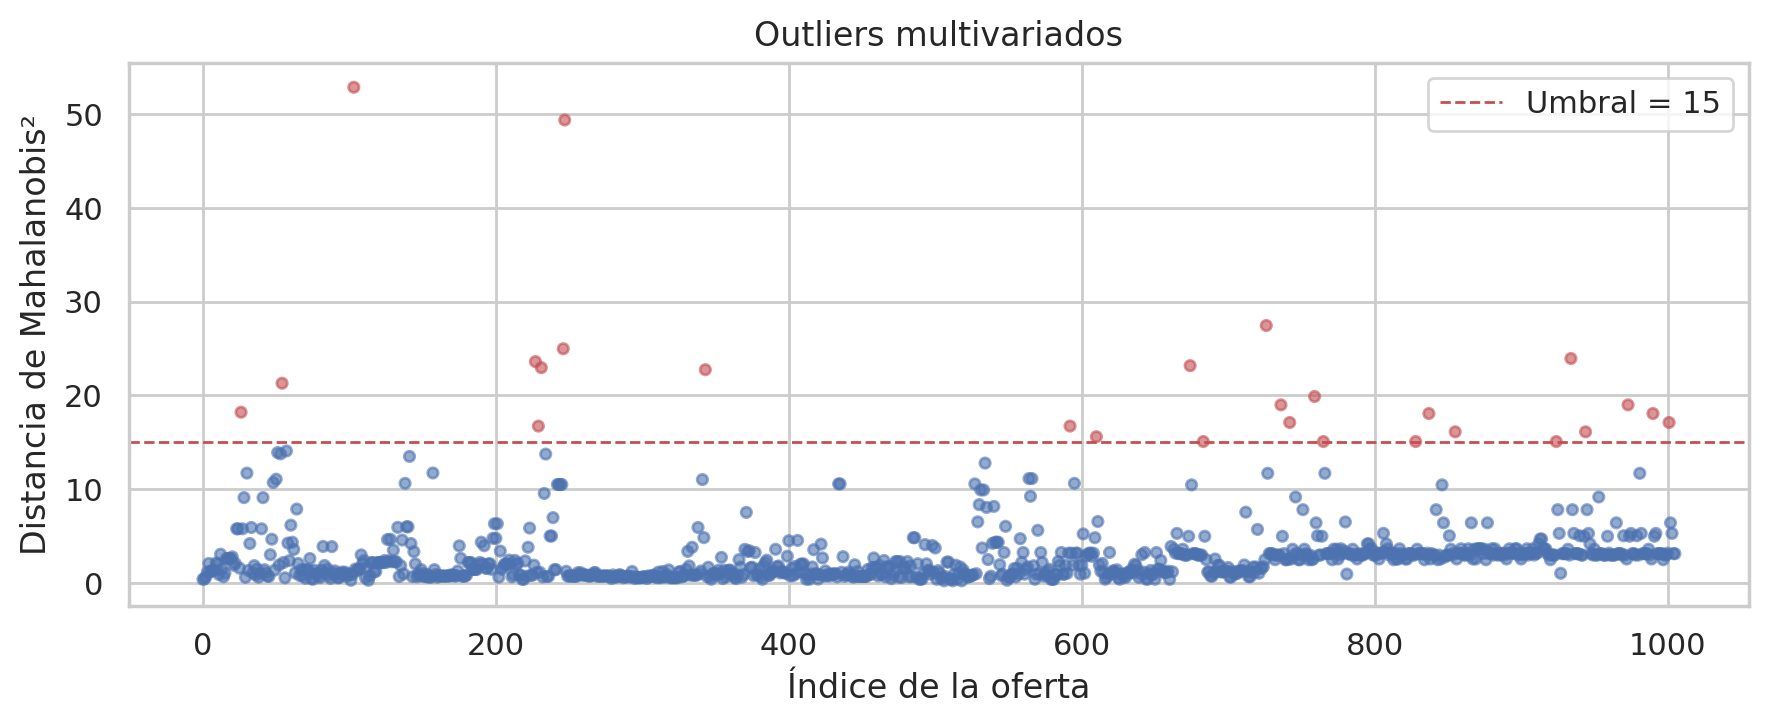 Outliers multivariados
Umbral = 15
Distancia de Mahalanobis²
50
40
30
20
10
0
0 200 400 600 800 1000
Índice de la oferta